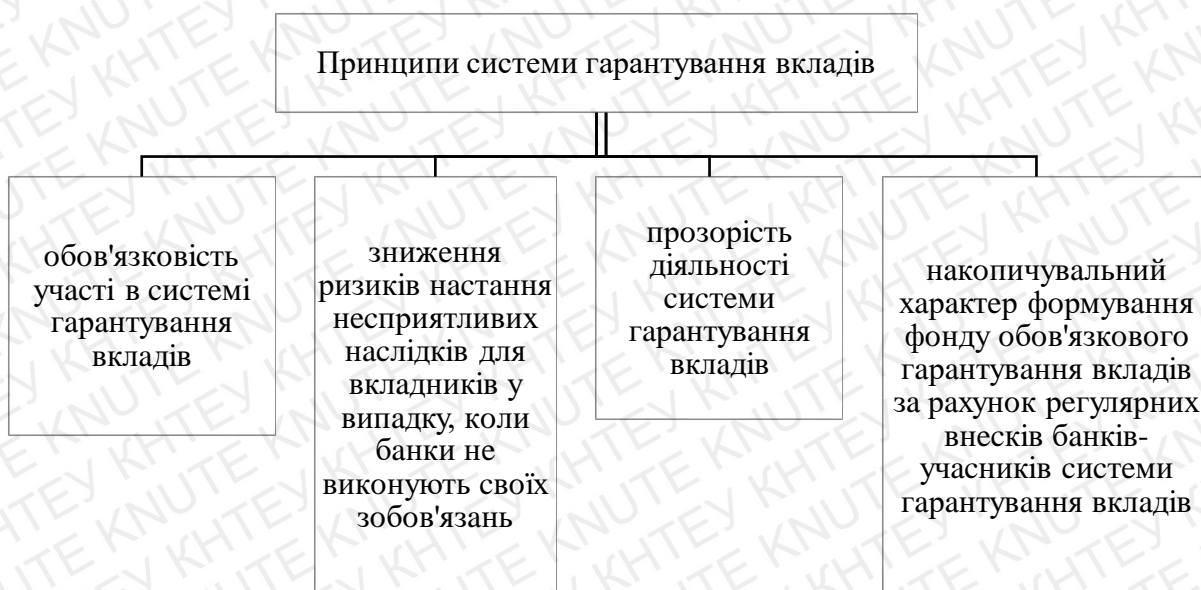 Принципи системи гарантування вкладів
обов'язковість
участі в системі
гарантування
вкладів
зниження
ризиків настання
несприятливих
наслідків для
вкладників у
випадку, коли
банки не
виконують своїх
зобов'язань
прозорість
діяльності
системи
гарантування
вкладів
накопичувальний
характер формування
фонду обов'язкового
гарантування вкладів
за рахунок регулярних
внесків банків-
учасників системи
гарантування вкладів